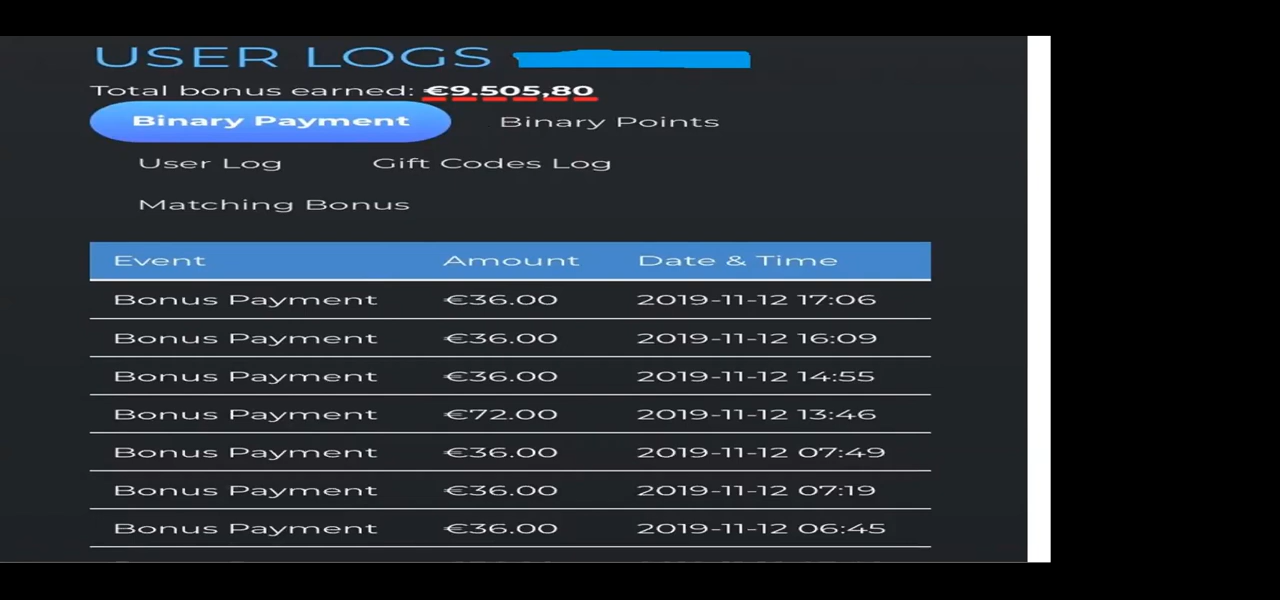 USER LOGS
Total bonus earned: €9.505,80
Binary Payment Binary Points
User Log Gift Codes Log
Matching Bonus
Event Amount Date & Time
Bonus Payment €36.00 2019-11-12 17:06
Bonus Payment €36.00 2019-11-12 16:09
Bonus Payment €36.00 2019-11-12 14:55
Bonus Payment €72.00 2019-11-12 13:46
Bonus Payment €36.00 2019-11-12 07:49
Bonus Payment €36.00 2019-11-12 07:19
Bonus Payment €36.00 2019-11-12 06:45